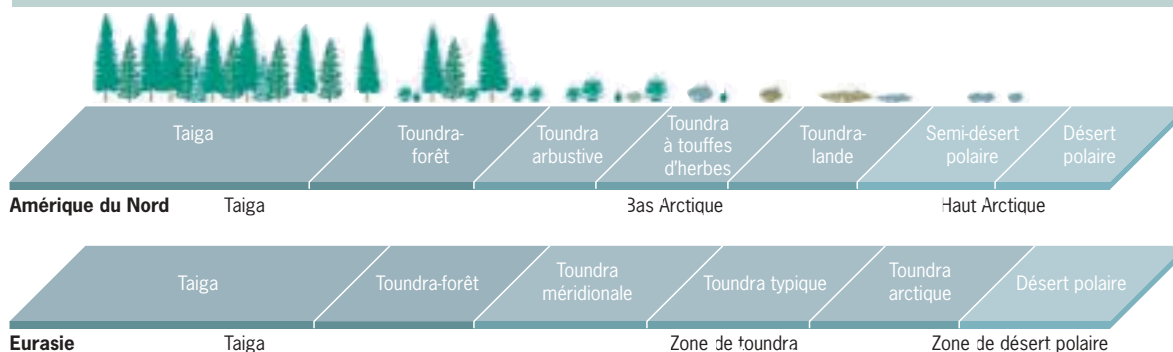 Taiga
Toundra-
forêt
Toundra
arbustive
Toundra
à touffes
d'herbes
Toundra-
lande
Semi-désert
polaire
Désert
polaire
Amérique du Nord Taiga Bas Arctique Haut Arctique
Taiga
Toundra-forêt
Toundra
méridionale
Toundra typique
Toundra
arctique
Désert polaire
Eurasie Taiga Zone de toundra Zone de désert polaire